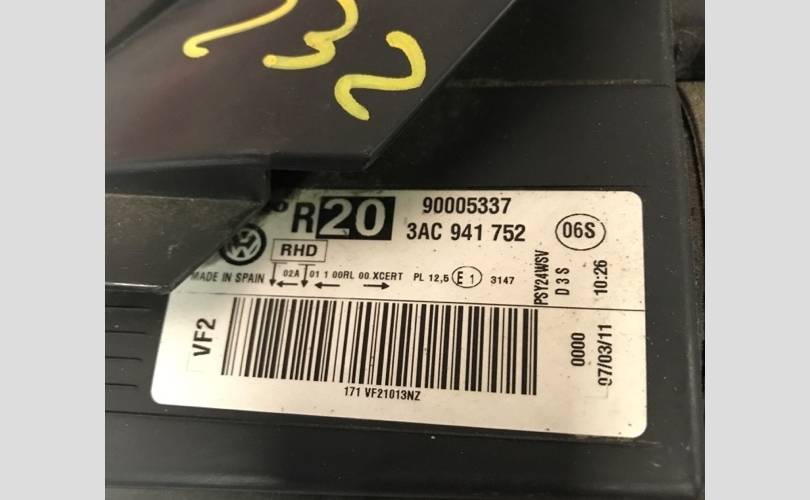 732
R20 90005337
3AC 941 752 06S
RHD
MADE IN SPAIN 02A 01 1 00RL 00 XCERT PL 12,5 E1 3147
PSY24WSV
D3S
10:26
VF2
0000
07/03/11
171 VF21013NZ